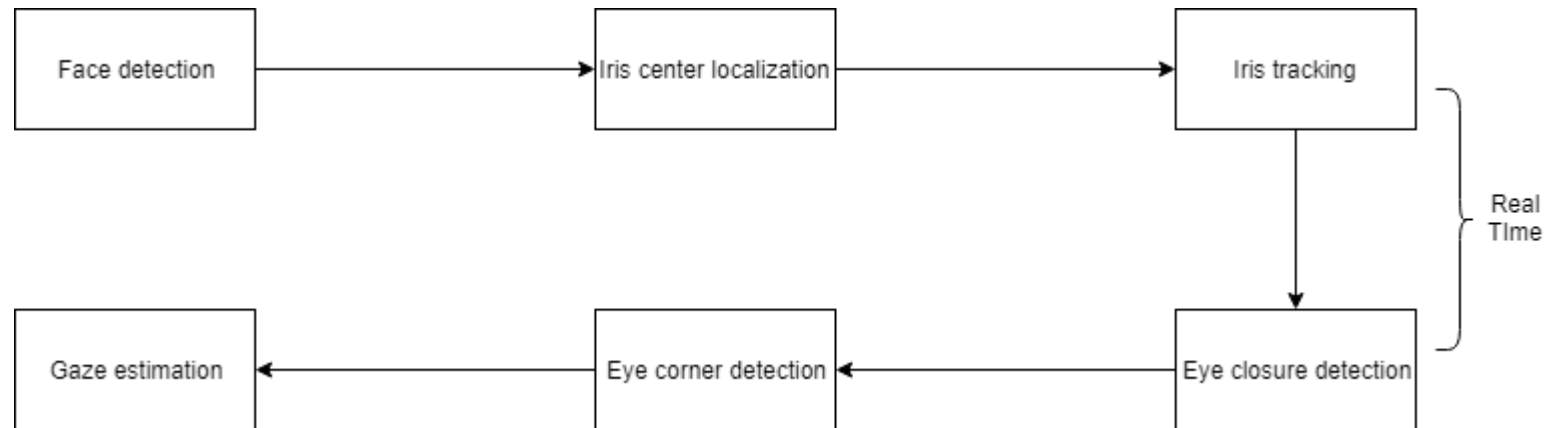 Face detection
Iris center localization
Iris tracking
Real
TIme
Gaze estimation
Eye corner detection
Eye closure detection